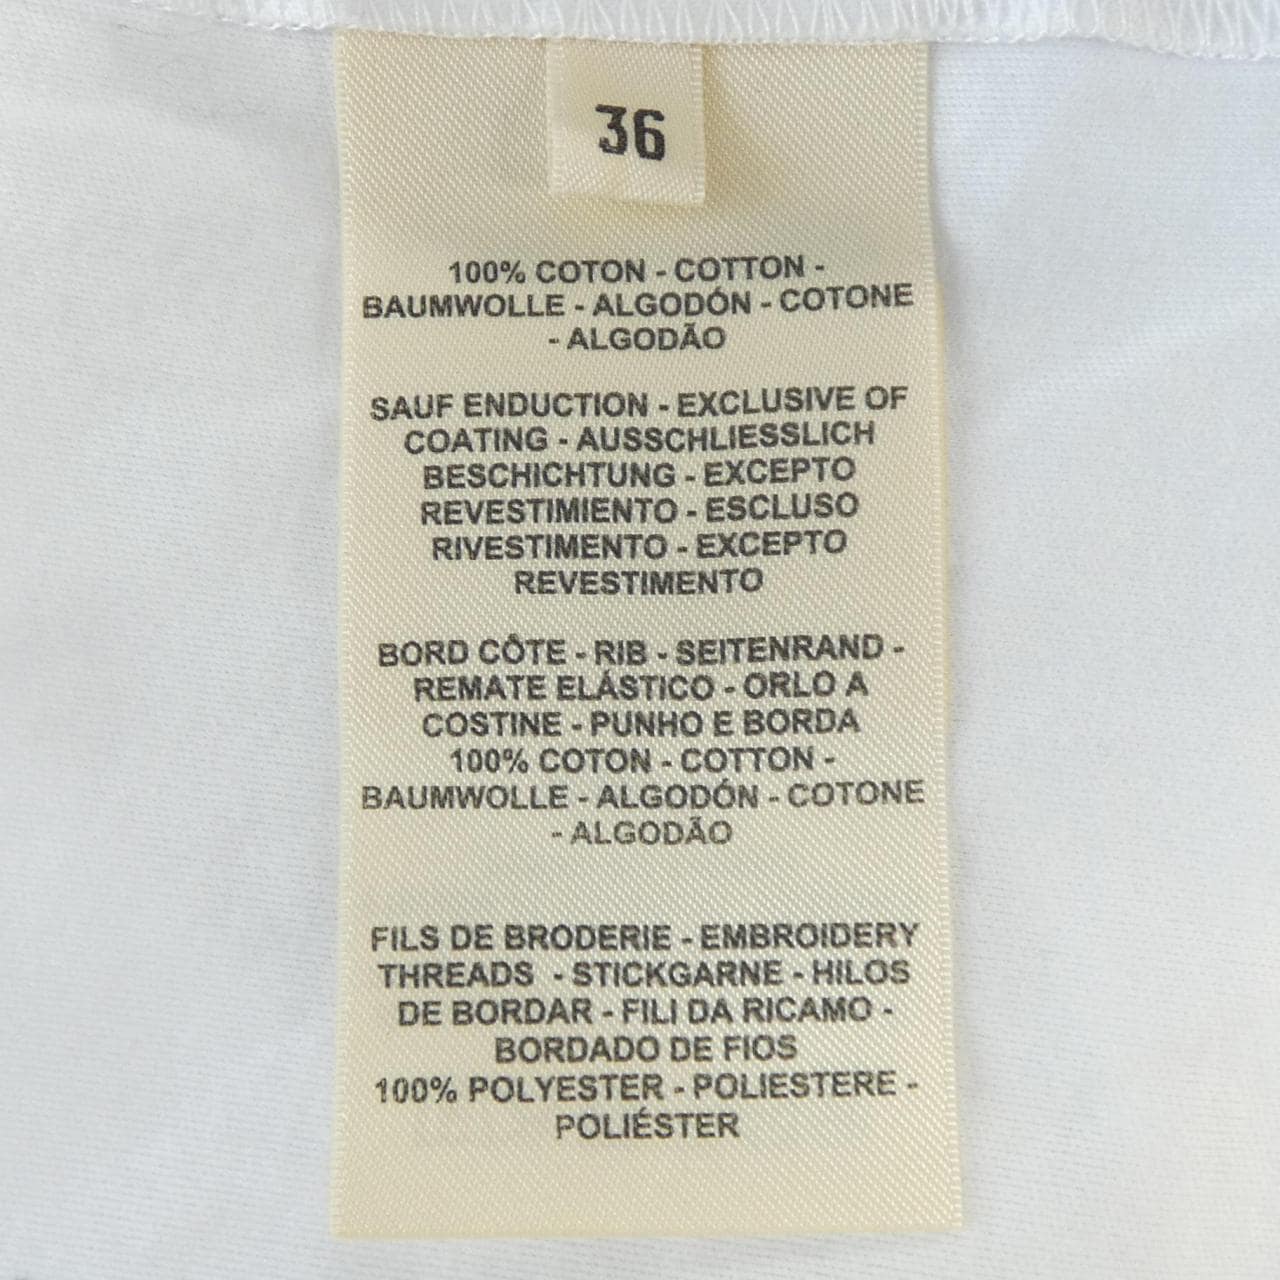 36
100% COTON - COTTON -
BAUMWOLLE - ALGODÓN - COTONE
- ALGODÃO
SAUF ENDUCTION - EXCLUSIVE OF
COATING - AUSSCHLIESSLICH
BESCHICHTUNG - EXCEPTO
REVESTIMIENTO - ESCLUSO
RIVESTIMENTO - EXCEPTO
REVESTIMENTO
BORD CÔTE - RIB - SEITENRAND -
REMATE ELÁSTICO - ORLO A
COSTINE - PUNHO E BORDA
100% COTON - COTTON -
BAUMWOLLE - ALGODÓN - COTONE
- ALGODÃO
FILS DE BRODERIE - EMBROIDERY
THREADS - STICKGARNE - HILOS
DE BORDAR - FILI DA RICAMO -
BORDADO DE FIOS
100% POLYESTER - POLIESTERE -
POLIÉSTER